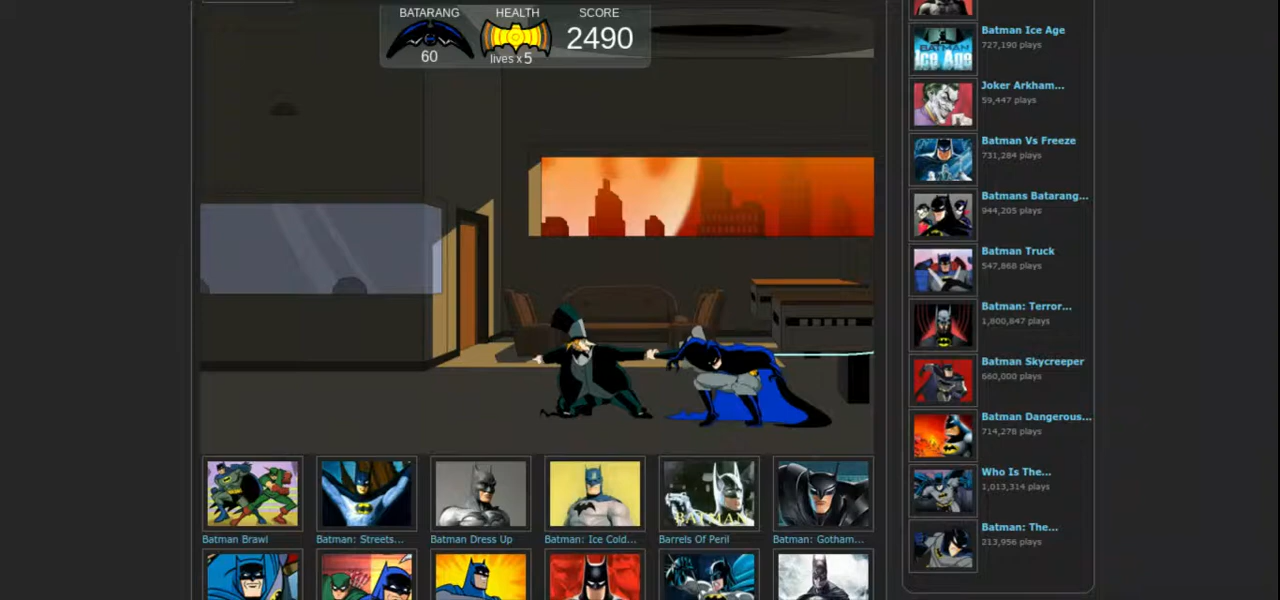 BATARANG
HEALTH
SCORE
60
lives x 5
2490
Batman Ice Age
727,190 plays
BATMAN
Ice Age
Joker Arkham...
59,447 plays
Batman Vs Freeze
731,284 plays
Batmans Batarang...
944,205 plays
Batman Truck
547,868 plays
Batman: Terror...
1,800,847 plays
Batman Skycreeper
660,000 plays
Batman Dangerous...
714,278 plays
Who Is The...
1,013,314 plays
Batman: The...
213,956 plays
BATMAN
Batman Brawl
Batman: Streets...
Batman Dress Up
Batman: Ice Cold...
Barrels Of Peril
Batman: Gotham...